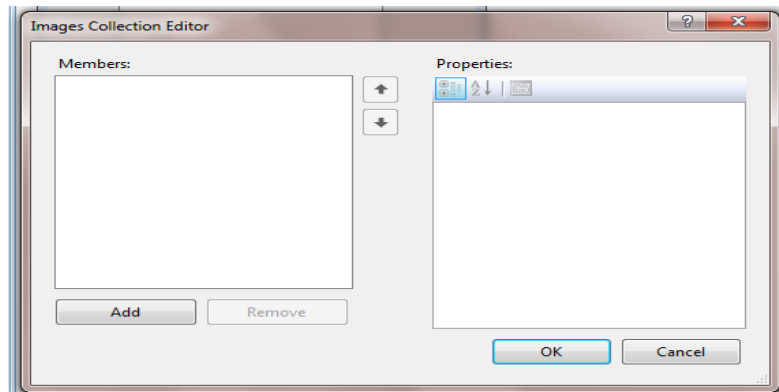 Images Collection Editor
Members:
Properties:
Add
Remove
OK
Cancel